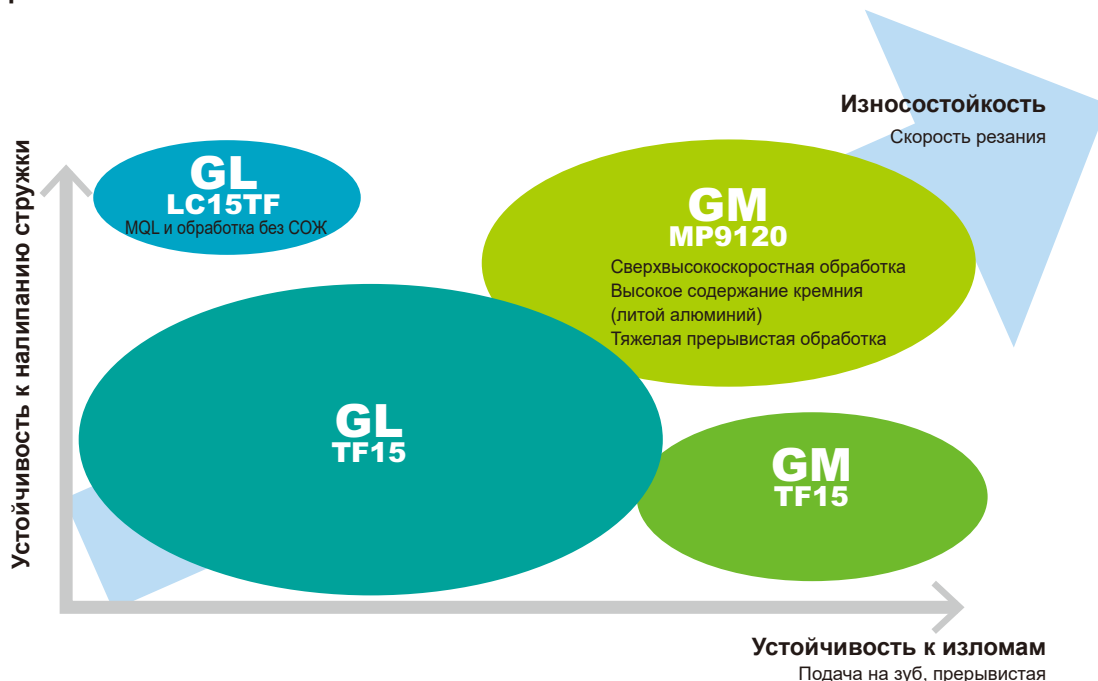 Износостойкость
Скорость резания
Устойчивость к налипанию стружки
GL
LC15TF
MQL и обработка без СОЖ
GM
MP9120
Сверхвысокоскоростная обработка
Высокое содержание кремния
(литой алюминий)
Тяжелая прерывистая обработка
GL
TF15
GM
TF15
Устойчивость к изломам
Подача на зуб, прерывистая